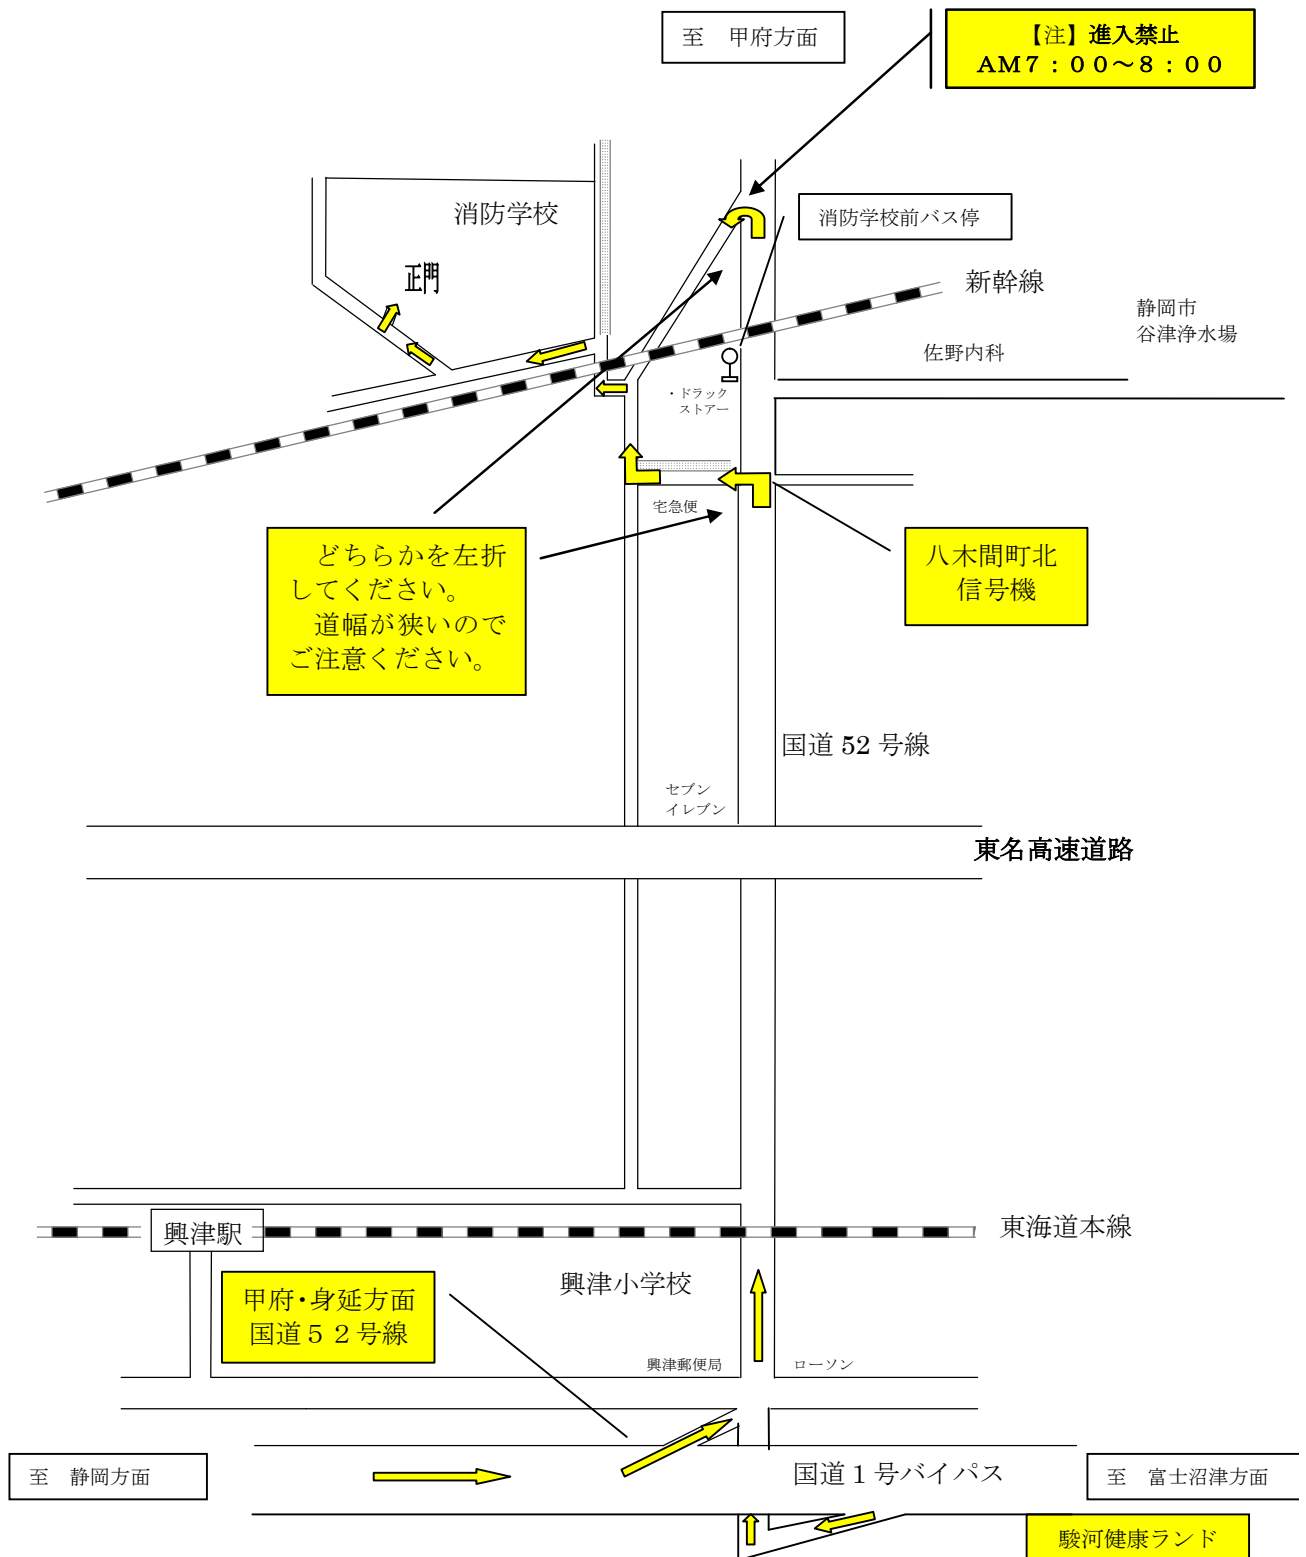 至　甲府方面
【注】進入禁止
AM７：００～８：００
消防学校
消防学校前バス停
正門
新幹線
静岡市
谷津浄水場
佐野内科
・ドラック
ストアー
宅急便
どちらかを左折
してください。
道幅が狭いので
ご注意ください。
八木間町北
信号機
国道 52 号線
セブン
イレブン
東名高速道路
興津駅
東海道本線
興津小学校
甲府・身延方面
国道５２号線
興津郵便局
ローソン
至　静岡方面
国道１号バイパス
至　富士沼津方面
駿河健康ランド